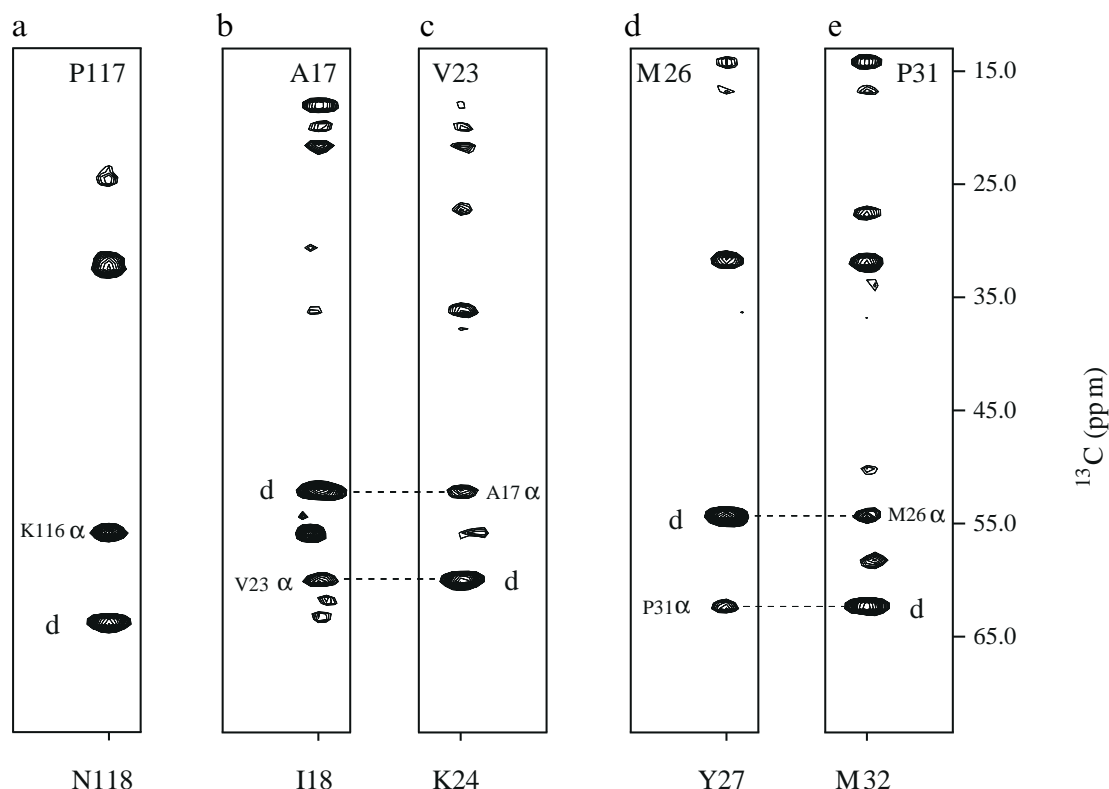 a
b
c
d
e
P117
A17
V23
M26
P31
15.0
25.0
35.0
45.0
55.0
65.0
¹³C (ppm)
d
A17 α
d
M26 α
K116 α
V23 α
d
P31α
d
d
N118
I18
K24
Y27
M32